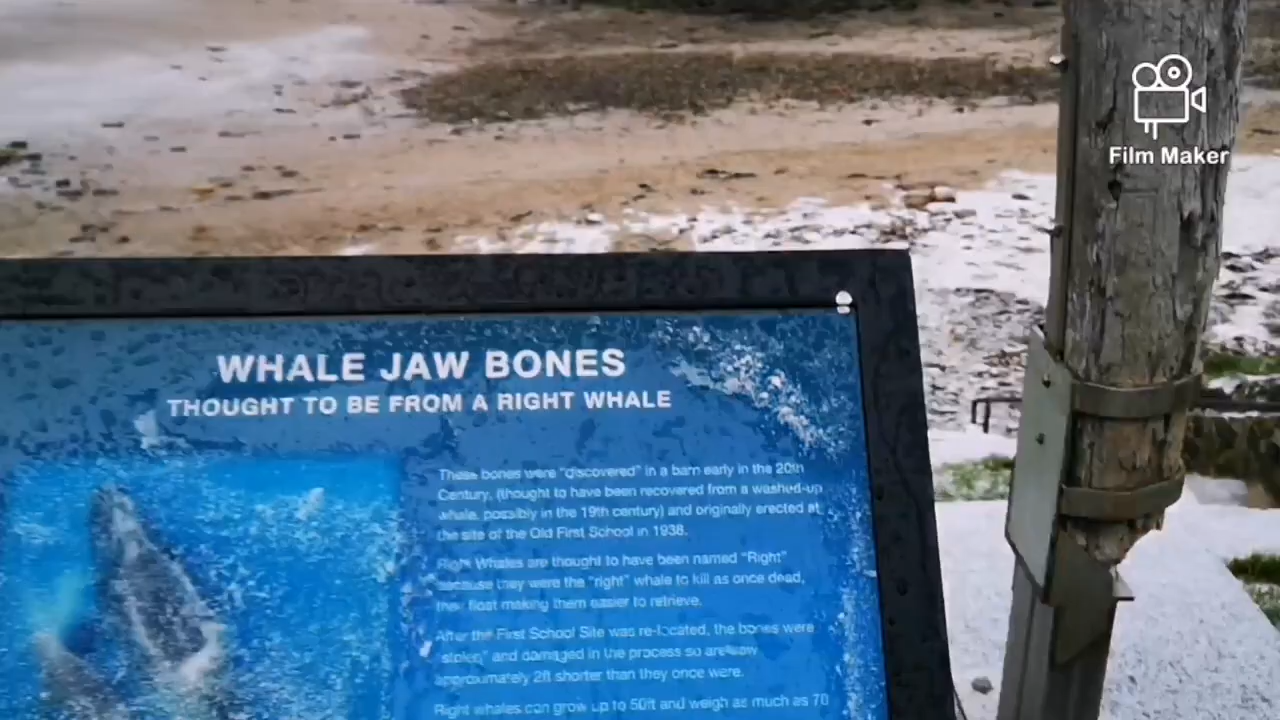 Film Maker
WHALE JAW BONES
THOUGHT TO BE FROM A RIGHT WHALE
These bones were "discovered" in a barn early in the 20th
Century, (thought to have been recovered from a washed-up
whale, possibly in the 19th century) and originally erected at
the site of the Old First School in 1938.
Right Whales are thought to have been named "Right"
because they were the "right" whale to kill as once dead,
they float making them easier to retrieve.
After the First School Site was re-located, the bones were
"stolen" and damaged in the process so are now
approximately 2ft shorter than they once were.
Right whales can grow up to 50ft and weigh as much as 70